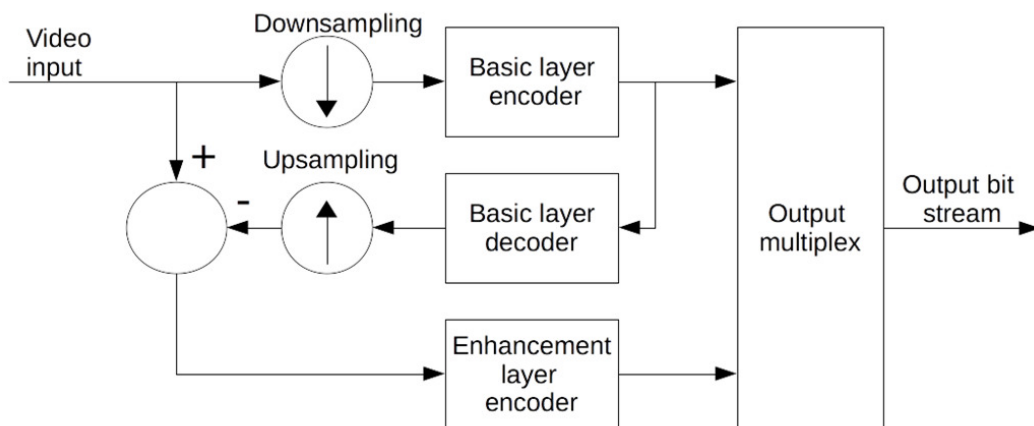 Video
input
Downsampling
Basic layer
encoder
+
Upsampling
-
Basic layer
decoder
Output
multiplex
Output bit
stream
Enhancement
layer
encoder